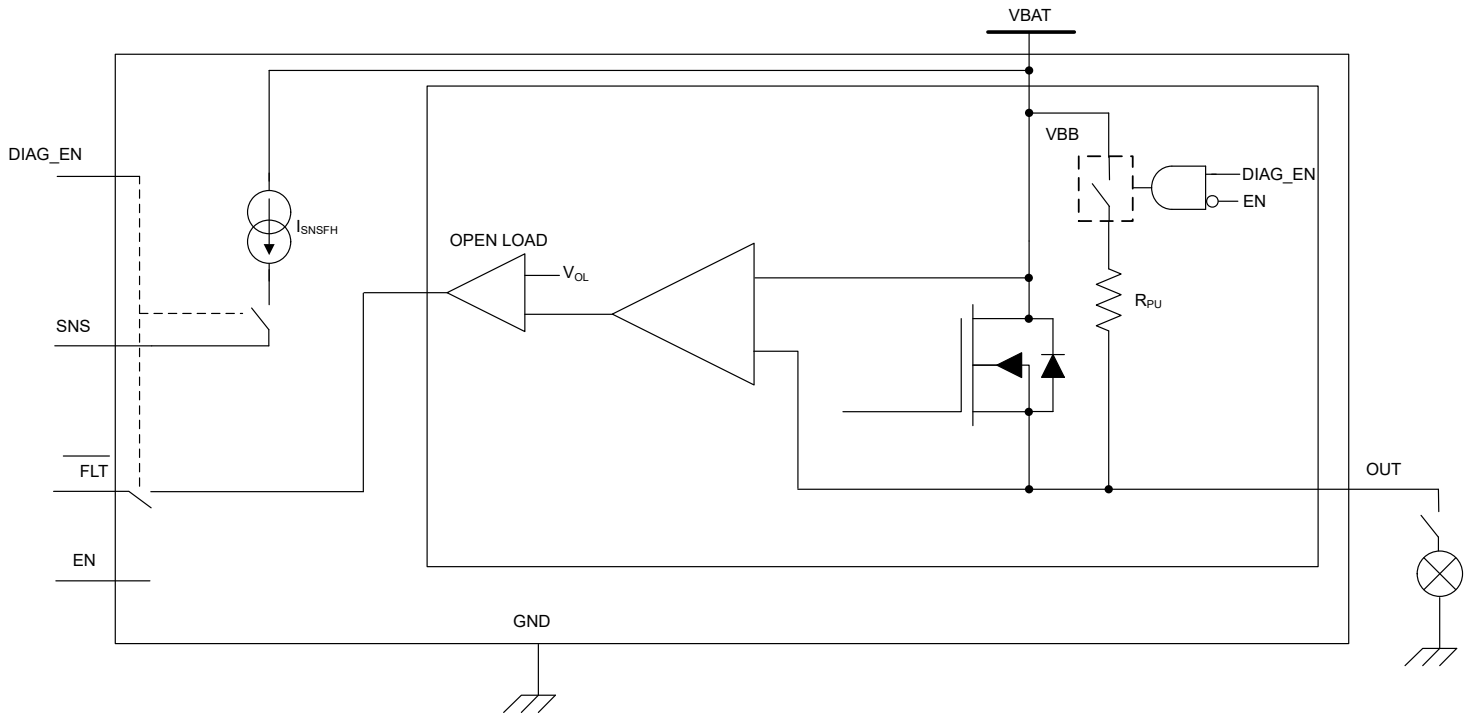 VBAT
DIAG_EN
VBB
DIAG_EN
EN
ISNSFH
OPEN LOAD
VOL
RPU
SNS
FLT
OUT
EN
GND